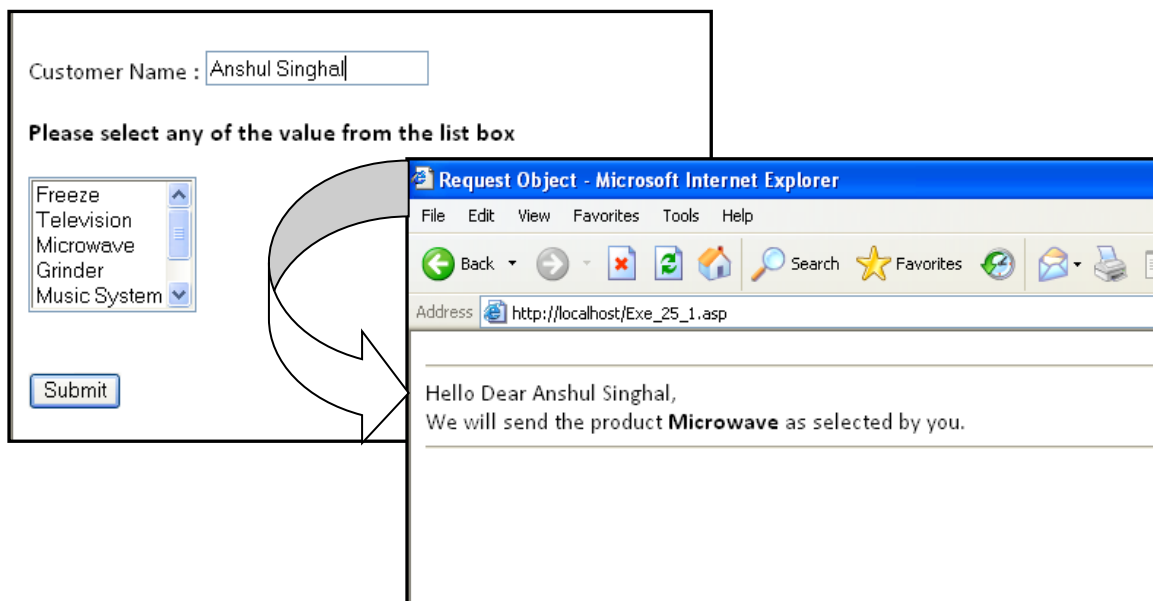 Customer Name : Anshul Singhal
Please select any of the value from the list box
Freeze
Television
Microwave
Grinder
Music System
Submit
Request Object - Microsoft Internet Explorer
File Edit View Favorites Tools Help
Back Search Favorites
Address http://localhost/Exe_25_1.asp
Hello Dear Anshul Singhal,
We will send the product Microwave as selected by you.